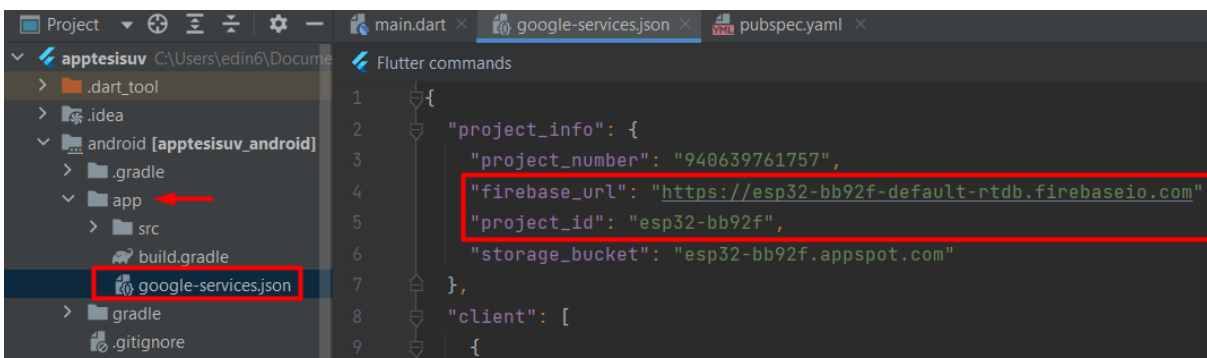 Project
main.dart
google-services.json
pubspec.yaml
apptesisuv C:\Users\edin6\Docume
Flutter commands
.dart_tool
.idea
android [apptesisuv_android]
.gradle
app
src
build.gradle
google-services.json
gradle
.gitignore
1 {
2 "project_info": {
3 "project_number": "940639761757",
4 "firebase_url": "https://esp32-bb92f-default-rtdb.firebaseio.com"
5 "project_id": "esp32-bb92f",
6 "storage_bucket": "esp32-bb92f.appspot.com"
7 },
8 "client": [
9 {